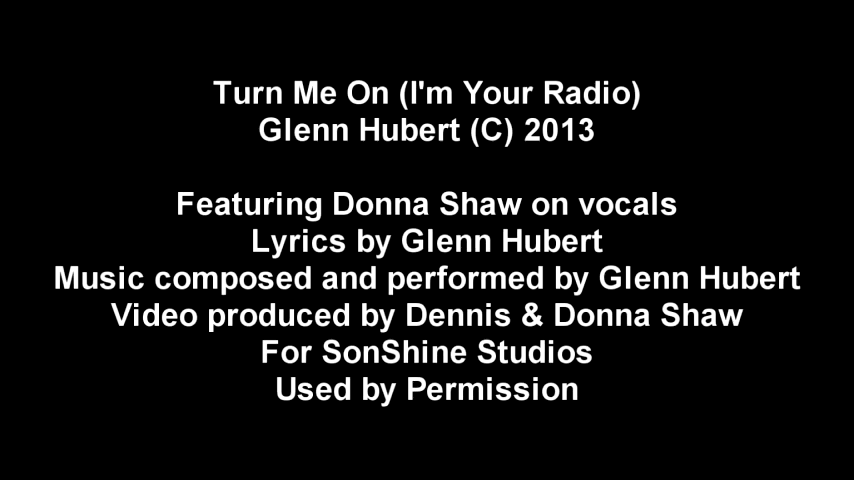 Turn Me On (I'm Your Radio)
Glenn Hubert (C) 2013
Featuring Donna Shaw on vocals
Lyrics by Glenn Hubert
Music composed and performed by Glenn Hubert
Video produced by Dennis & Donna Shaw
For SonShine Studios
Used by Permission